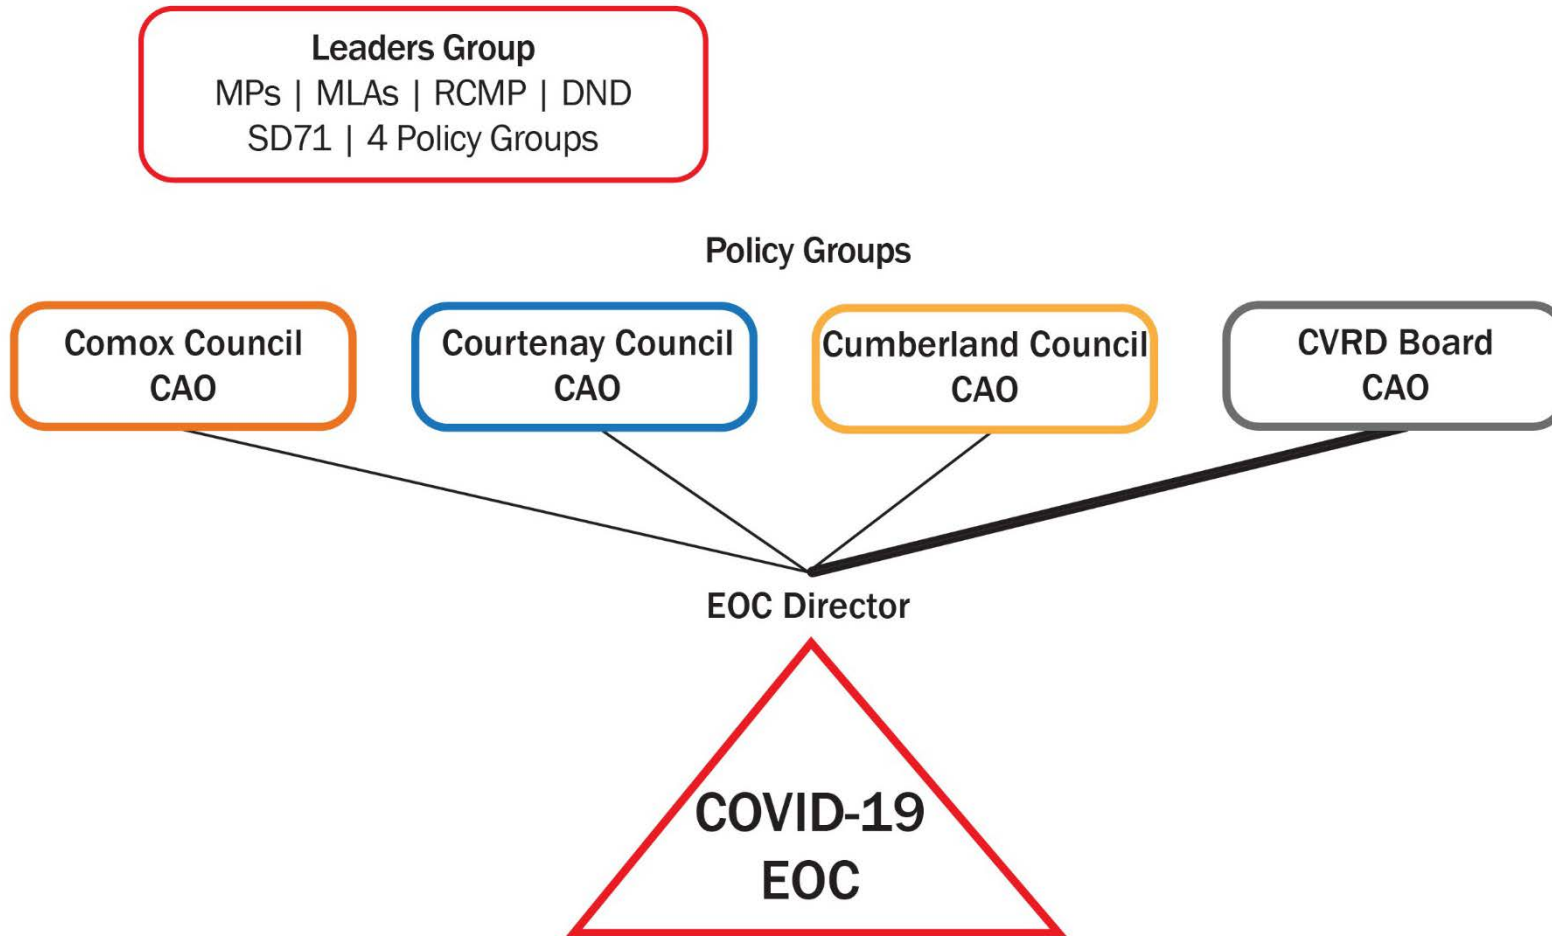 Leaders Group
MPs | MLAs | RCMP | DND
SD71 | 4 Policy Groups
Policy Groups
Comox Council
CAO
Courtenay Council
CAO
Cumberland Council
CAO
CVRD Board
CAO
EOC Director
COVID-19
EOC